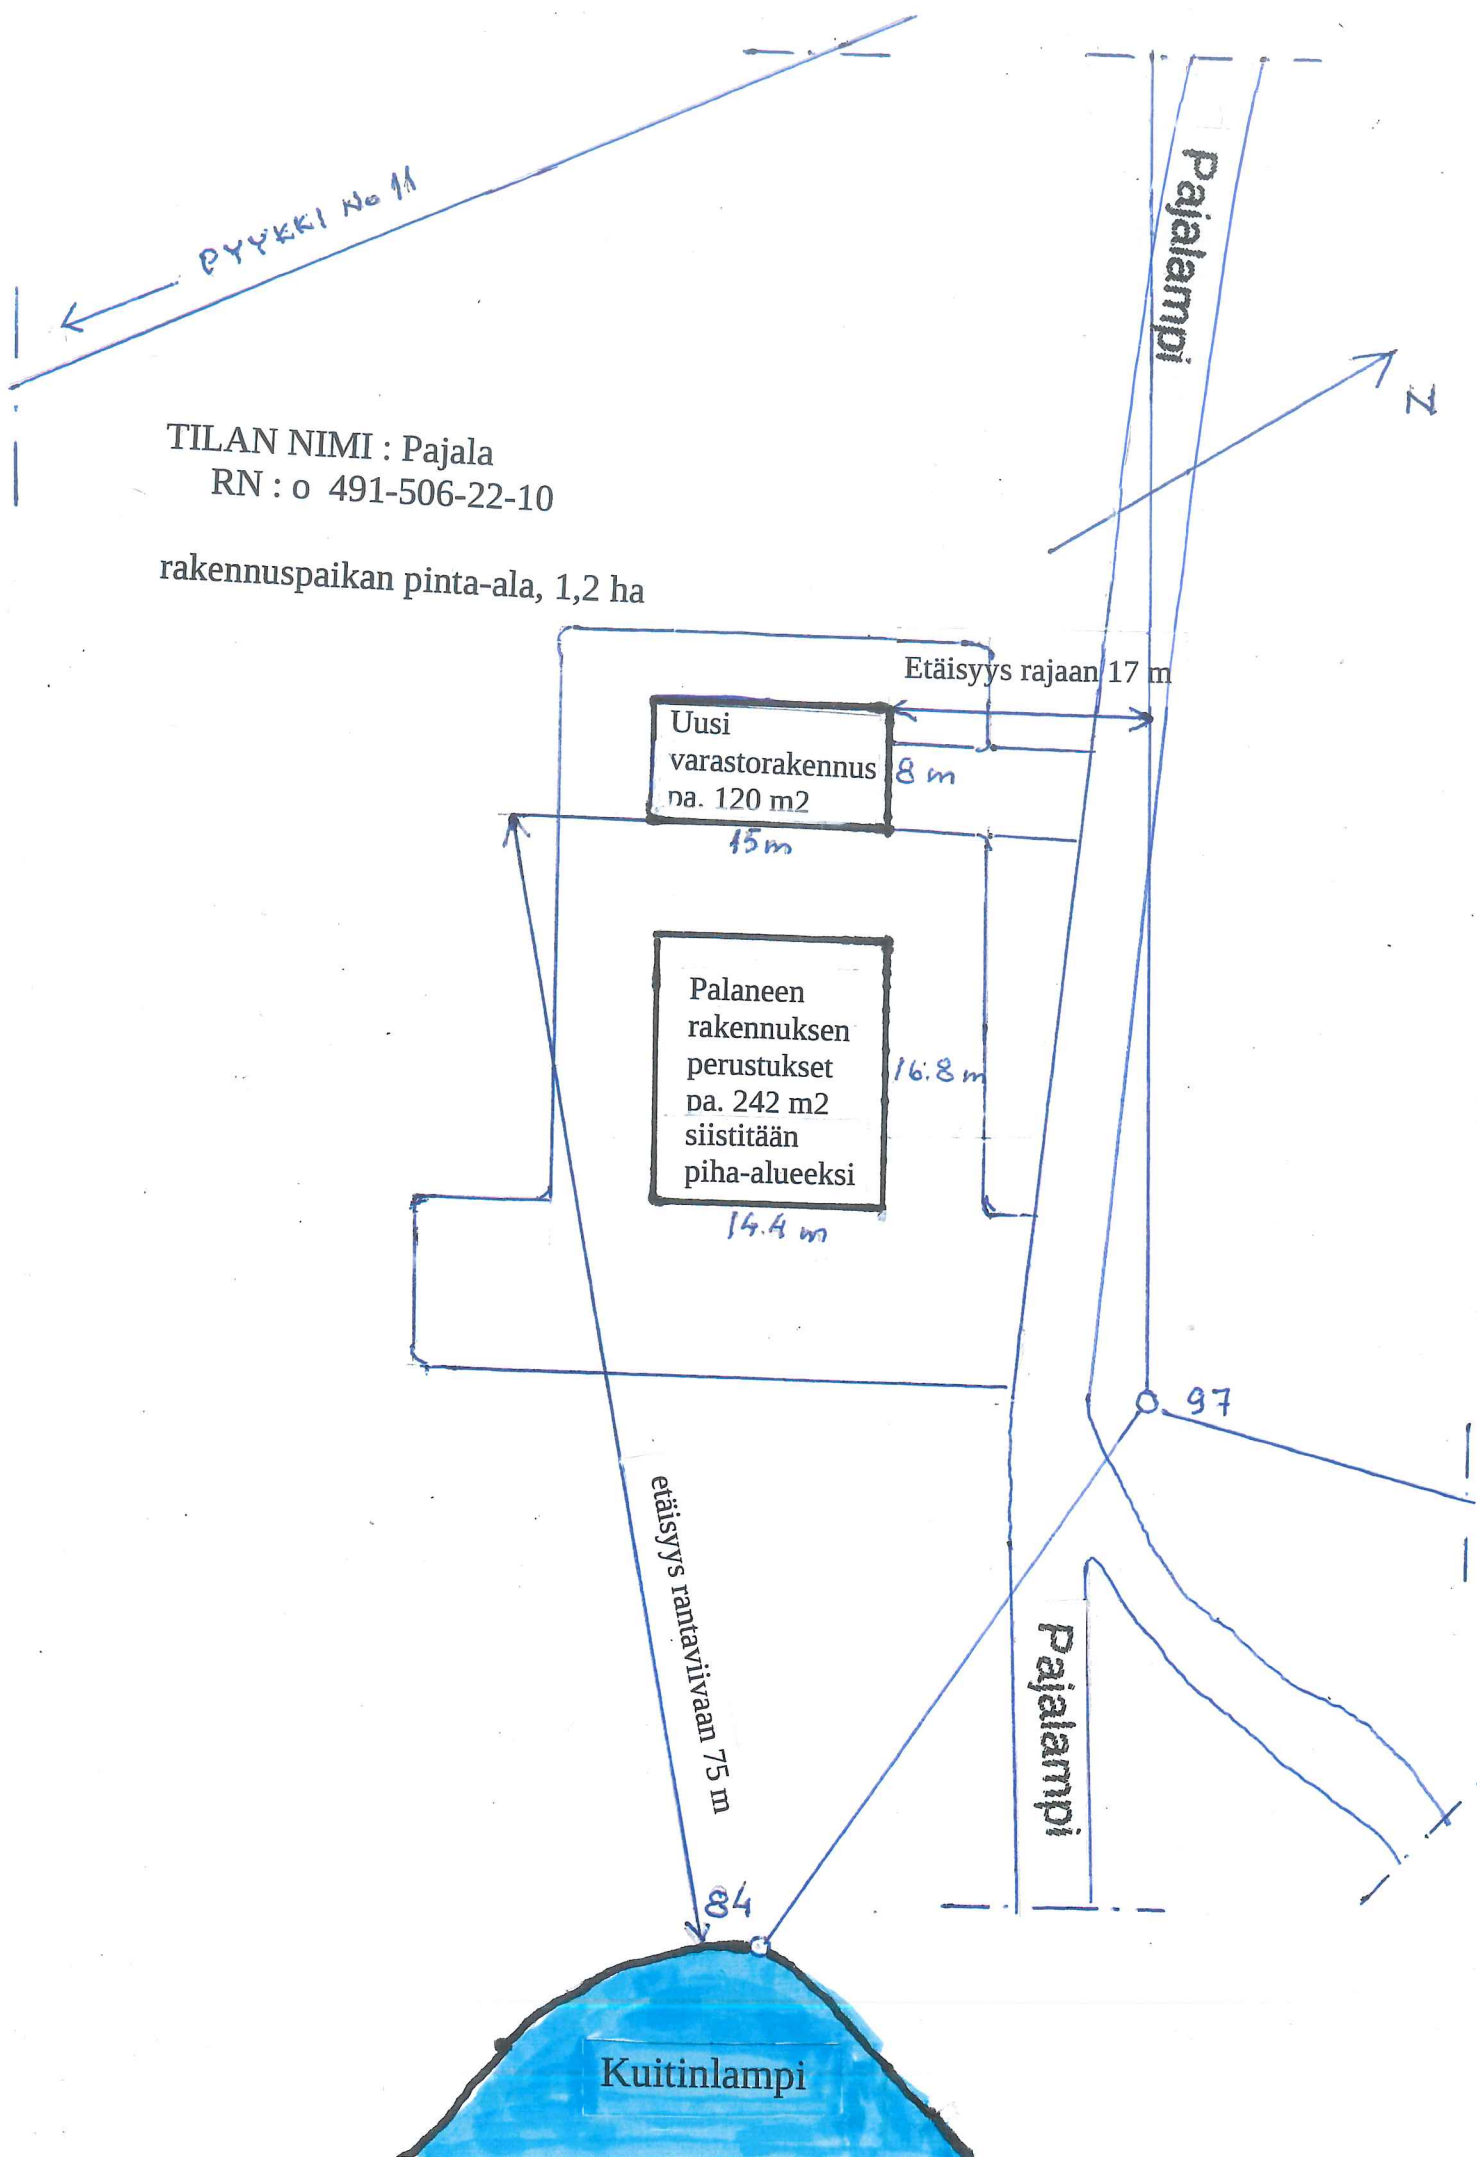 PYYKKI No 11
Pajalampi
N
TILAN NIMI : Pajala
RN : o 491-506-22-10
rakennuspaikan pinta-ala, 1,2 ha
Etäisyys rajaan 17 m
Uusi
varastorakennus
pa. 120 m2
8 m
15 m
Palaneen
rakennuksen
perustukset
pa. 242 m2
siistitään
piha-alueeksi
16.8 m
14.4 m
97
etäisyys rantaviivaan 75 m
Pajalampi
84
Kuitinlampi